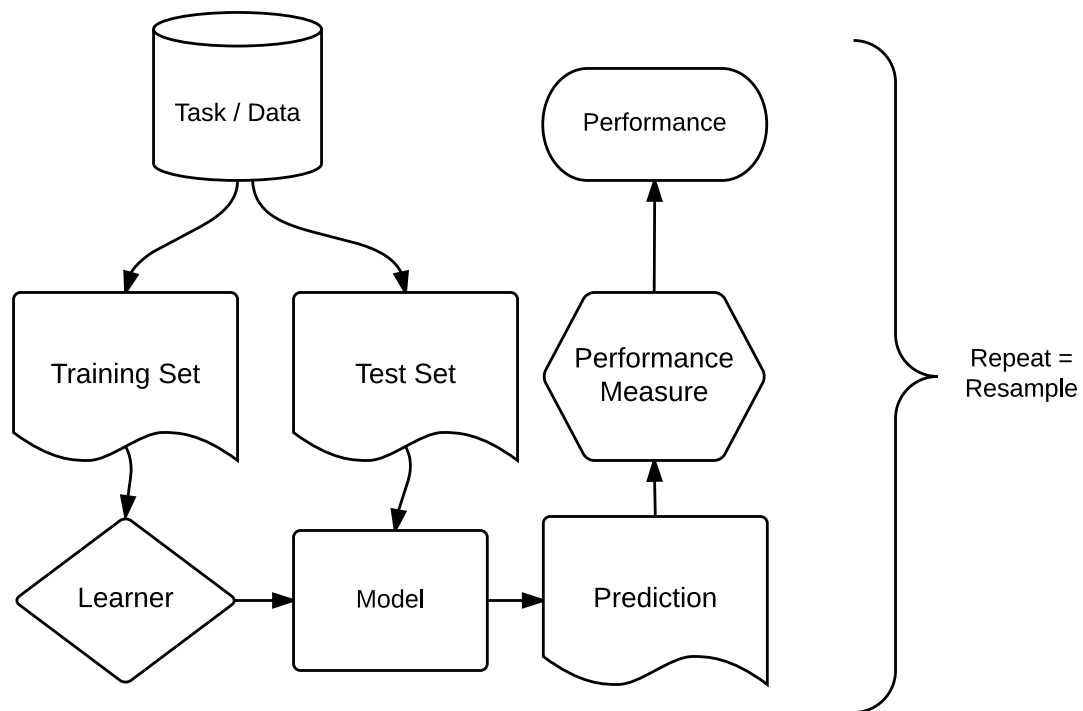 Task / Data
Performance
Training Set
Test Set
Performance
Measure
Repeat =
Resample
Learner
Model
Prediction